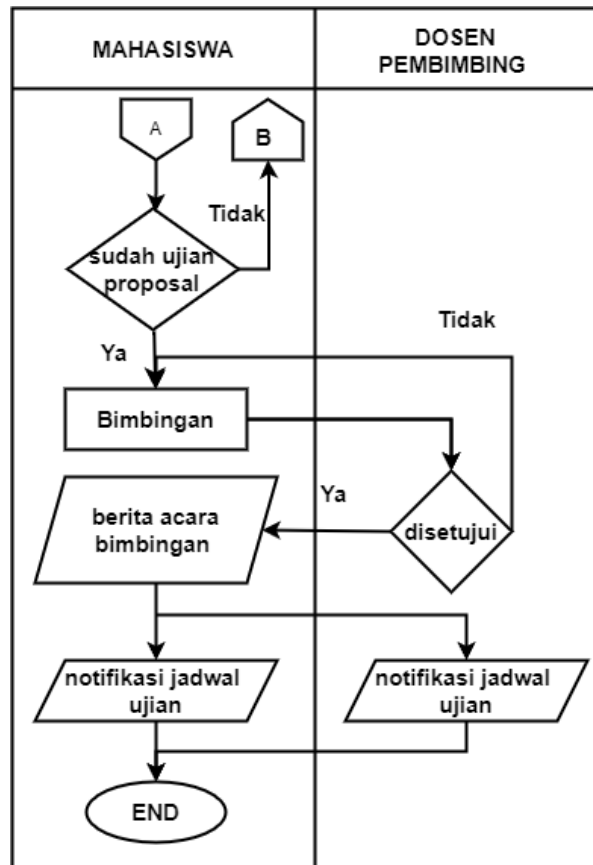 MAHASISWA
DOSEN
PEMBIMBING
A
B
Tidak
sudah ujian
proposal
Tidak
Ya
Bimbingan
Ya
berita acara
bimbingan
disetujui
notifikasi jadwal
ujian
notifikasi jadwal
ujian
END